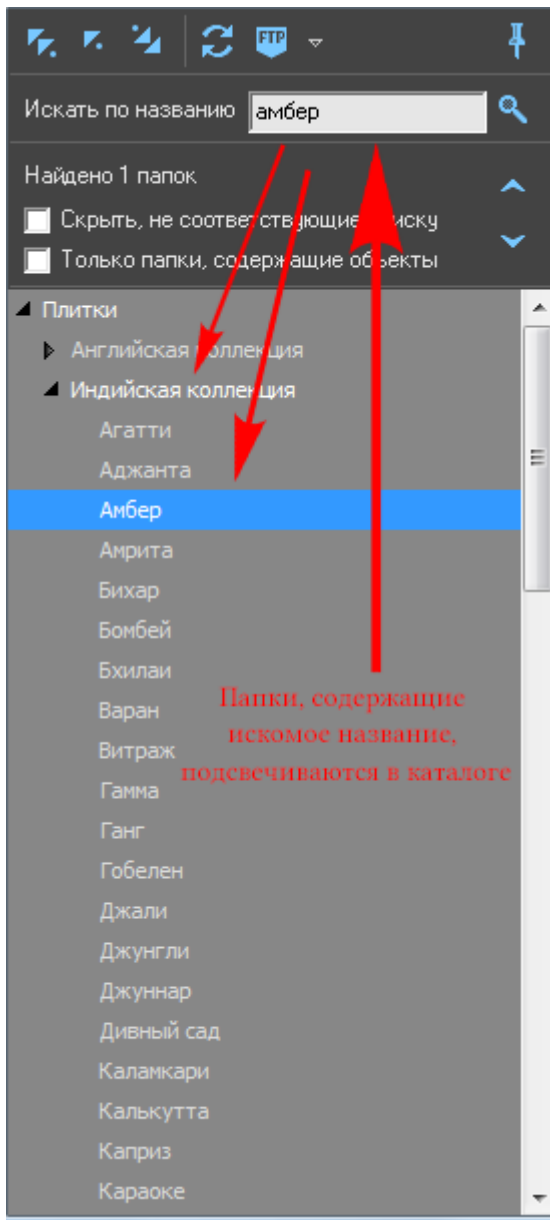 FTP
Искать по названию амбер
Найдено 1 папок
Скрыть, не соответствующие поиску
Только папки, содержащие объекты
Плитки
Английская коллекция
Индийская коллекция
Агатти
Аджанта
Амбер
Амрита
Бихар
Бомбей
Бхилаи
Варан
Витраж
Гамма
Ганг
Гобелен
Джали
Джунгли
Джуннар
Дивный сад
Каламкари
Калькутта
Каприз
Караоке
Папки, содержащие
искомое название,
подсвечиваются в каталоге